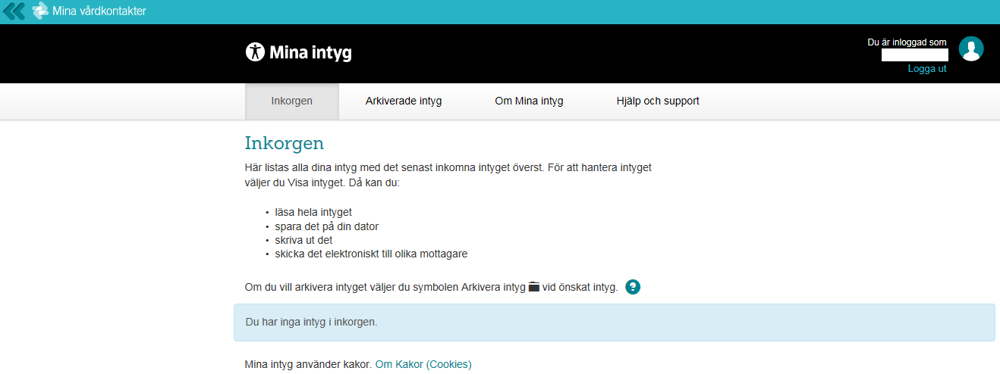 Mina vårdkontakter
Mina intyg
Du är inloggad som
Logga ut
Inkorgen
Arkiverade intyg
Om Mina intyg
Hjälp och support
Inkorgen
Här listas alla dina intyg med det senast inkomna intyget överst. För att hantera intyget
väljer du Visa intyget. Då kan du:
• läsa hela intyget
• spara det på din dator
• skriva ut det
• skicka det elektroniskt till olika mottagare
Om du vill arkivera intyget väljer du symbolen Arkivera intyg vid önskat intyg. ?
Du har inga intyg i inkorgen.
Mina intyg använder kakor. Om Kakor (Cookies)